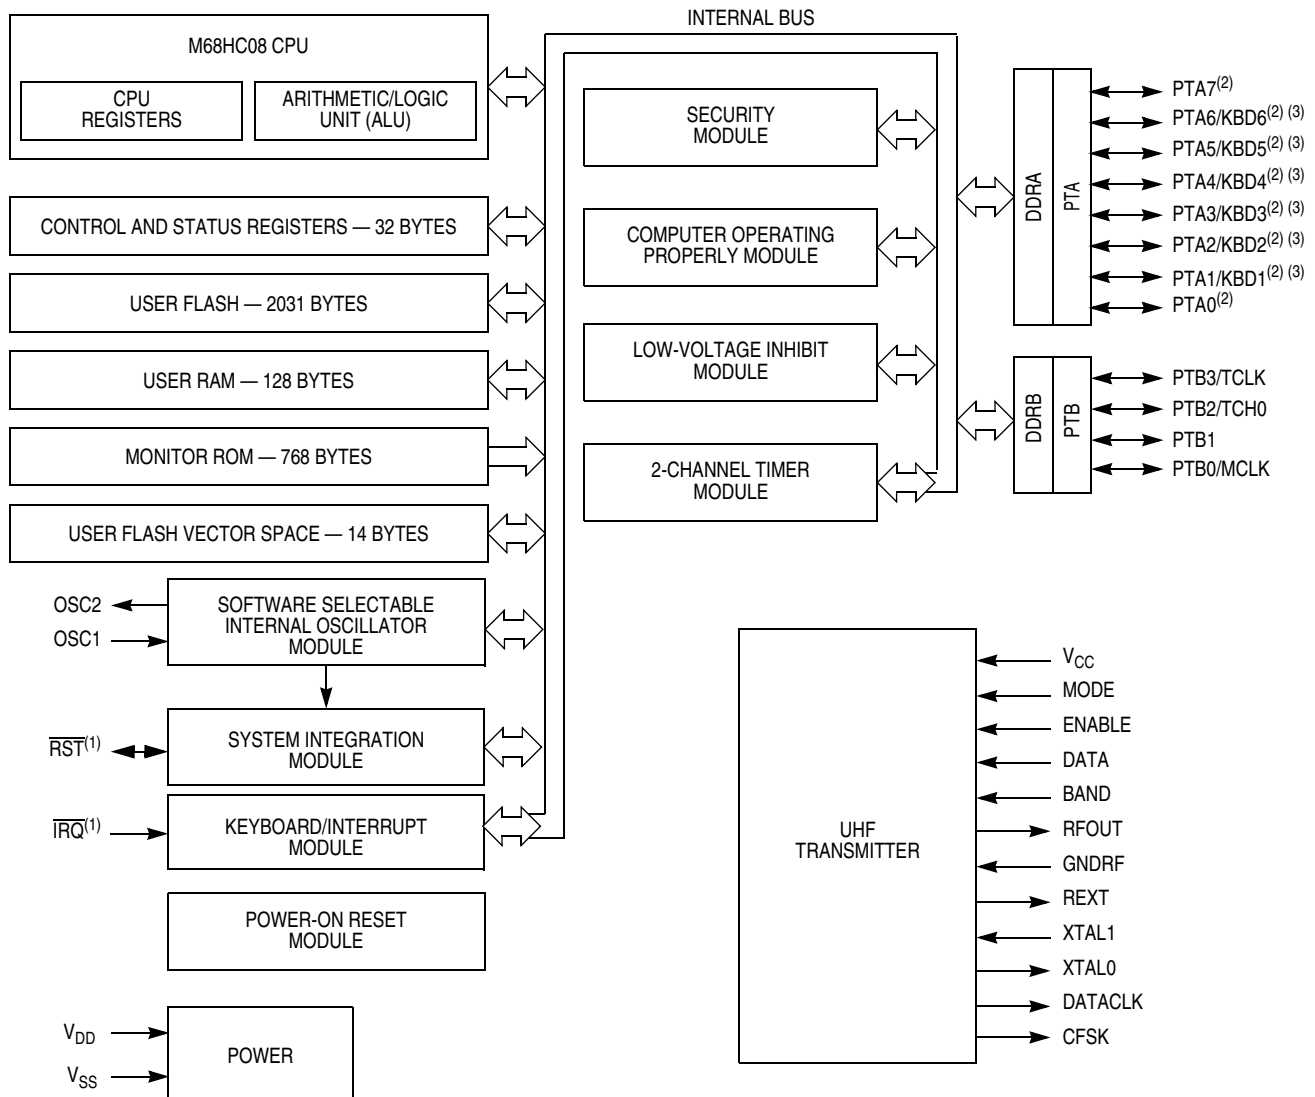 INTERNAL BUS
M68HC08 CPU
CPU
REGISTERS
ARITHMETIC/LOGIC
UNIT (ALU)
CONTROL AND STATUS REGISTERS — 32 BYTES
USER FLASH — 2031 BYTES
USER RAM — 128 BYTES
MONITOR ROM — 768 BYTES
USER FLASH VECTOR SPACE — 14 BYTES
OSC2
OSC1
SOFTWARE SELECTABLE
INTERNAL OSCILLATOR
MODULE
RST(1)
SYSTEM INTEGRATION
MODULE
IRQ(1)
KEYBOARD/INTERRUPT
MODULE
POWER-ON RESET
MODULE
VDD
VSS
POWER
SECURITY
MODULE
COMPUTER OPERATING
PROPERLY MODULE
LOW-VOLTAGE INHIBIT
MODULE
2-CHANNEL TIMER
MODULE
DDRA
PTA
PTA7(2)
PTA6/KBD6(2) (3)
PTA5/KBD5(2) (3)
PTA4/KBD4(2) (3)
PTA3/KBD3(2) (3)
PTA2/KBD2(2) (3)
PTA1/KBD1(2) (3)
PTA0(2)
DDRB
PTB
PTB3/TCLK
PTB2/TCH0
PTB1
PTB0/MCLK
UHF
TRANSMITTER
VCC
MODE
ENABLE
DATA
BAND
RFOUT
GNDRF
REXT
XTAL1
XTAL0
DATACLK
CFSK